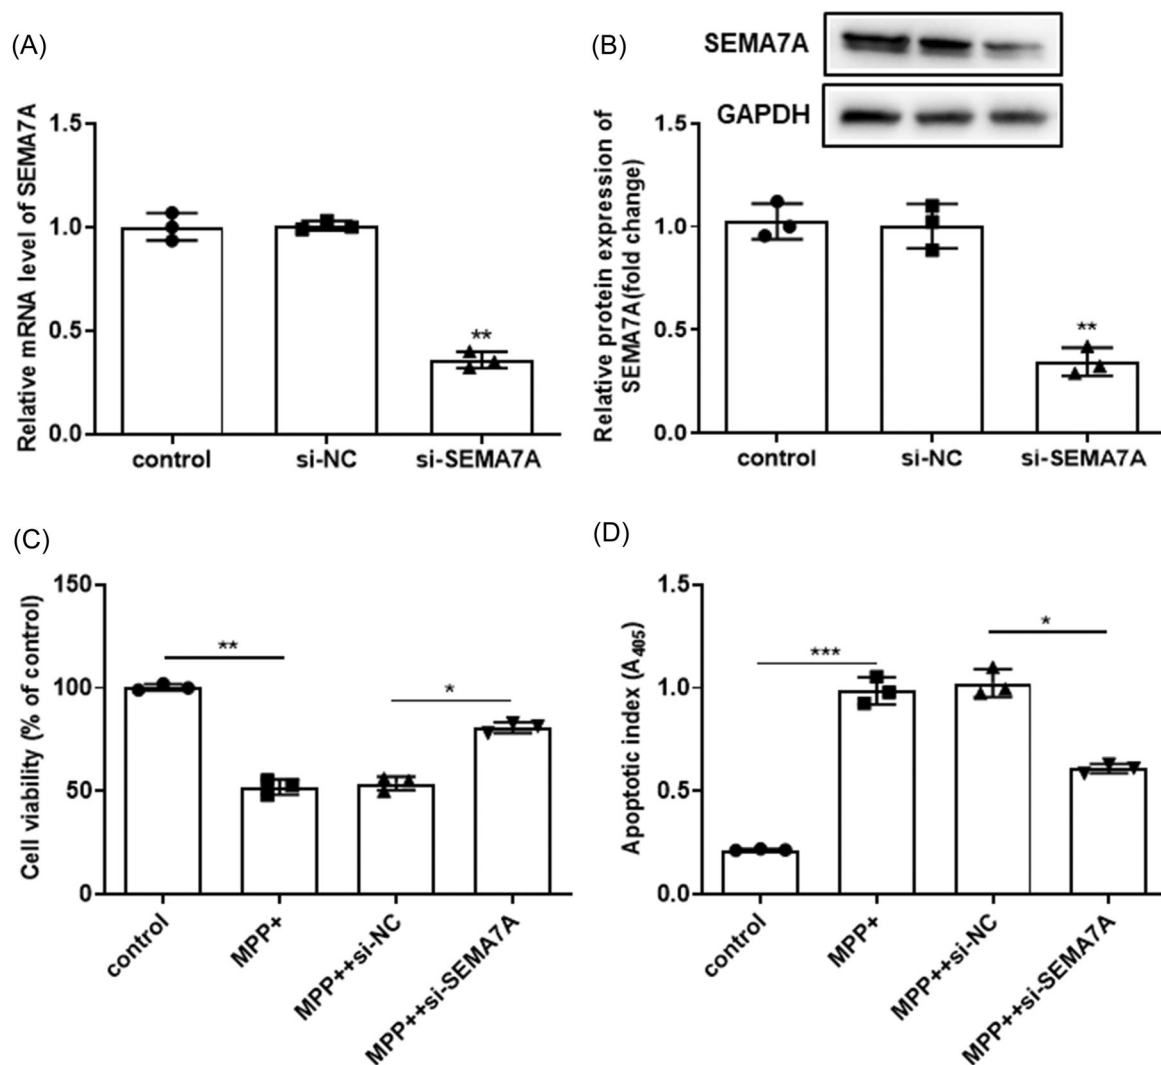 (A)
Relative mRNA level of SEMA7A
1.5
1.0
0.5
0.0
**
control si-NC si-SEMA7A
(B)
SEMA7A
GAPDH
Relative protein expression of
SEMA7A(fold change)
1.5
1.0
0.5
0.0
**
control si-NC si-SEMA7A
(C)
Cell viability (% of control)
150
100
50
0
**
*
control
MPP+
MPP++si-NC
MPP++si-SEMA7A
(D)
Apoptotic index (A405)
1.5
1.0
0.5
0.0
***
*
control
MPP+
MPP++si-NC
MPP++si-SEMA7A